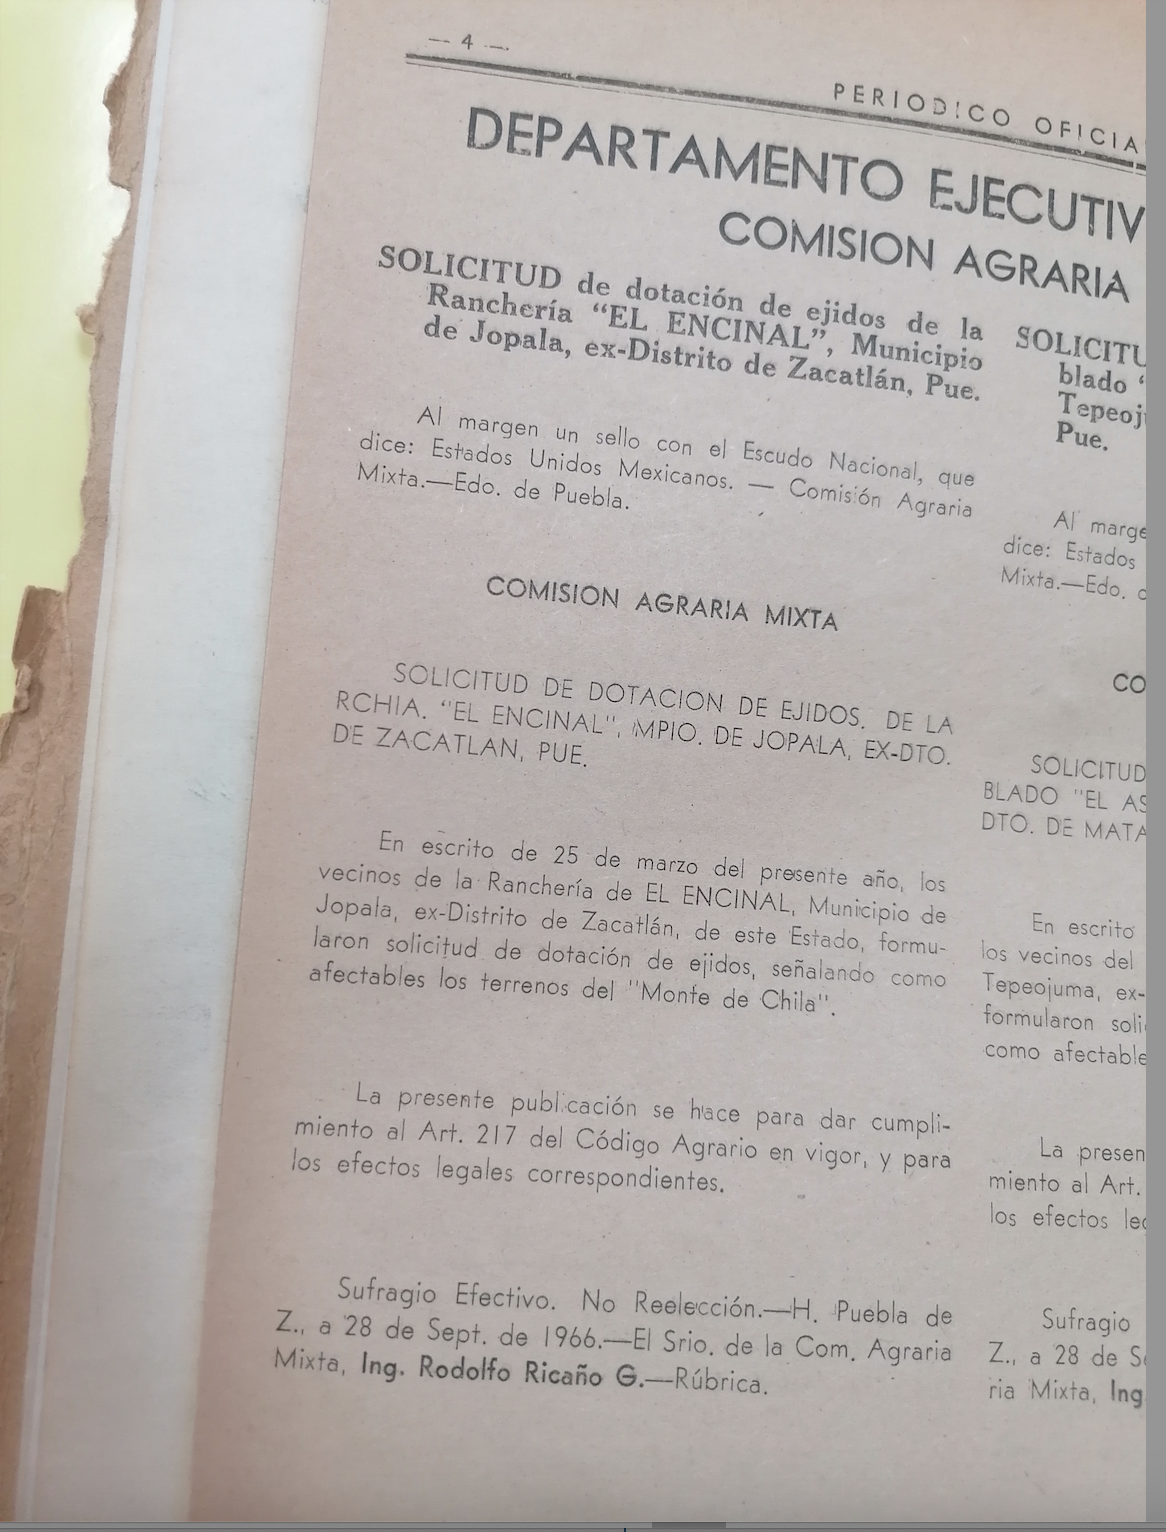 — 4 —
PERIODICO OFICIA
DEPARTAMENTO EJECUTIV
COMISION AGRARIA
SOLICITUD de dotación de ejidos de la
Ranchería “EL ENCINAL”, Municipio
de Jopala, ex-Distrito de Zacatlán, Pue.
Al margen un sello con el Escudo Nacional, que
dice: Estados Unidos Mexicanos. — Comisión Agraria
Mixta.—Edo. de Puebla.
COMISION AGRARIA MIXTA
SOLICITUD DE DOTACION DE EJIDOS. DE LA
RCHIA. "EL ENCINAL", MPIO. DE JOPALA, EX-DTO.
DE ZACATLAN, PUE.
En escrito de 25 de marzo del presente año, los
vecinos de la Ranchería de EL ENCINAL, Municipio de
Jopala, ex-Distrito de Zacatlán, de este Estado, formu-
laron solicitud de dotación de ejidos, señalando como
afectables los terrenos del "Monte de Chila".
La presente publicación se hace para dar cumpli-
miento al Art. 217 del Código Agrario en vigor, y para
los efectos legales correspondientes.
Sufragio Efectivo. No Reelección.—H. Puebla de
Z., a 28 de Sept. de 1966.—El Srio. de la Com. Agraria
Mixta, Ing. Rodolfo Ricaño G.—Rúbrica.
SOLICITU
blado ‘
Tepeoju
Pue.
Al marge
dice: Estados
Mixta.—Edo. d
CO
SOLICITUD
BLADO "EL AS
DTO. DE MATA
En escrito
los vecinos del
Tepeojuma, ex-
formularon soli
como afectable
La presen
miento al Art.
los efectos leg
Sufragio
Z., a 28 de Se
ria Mixta, Ing